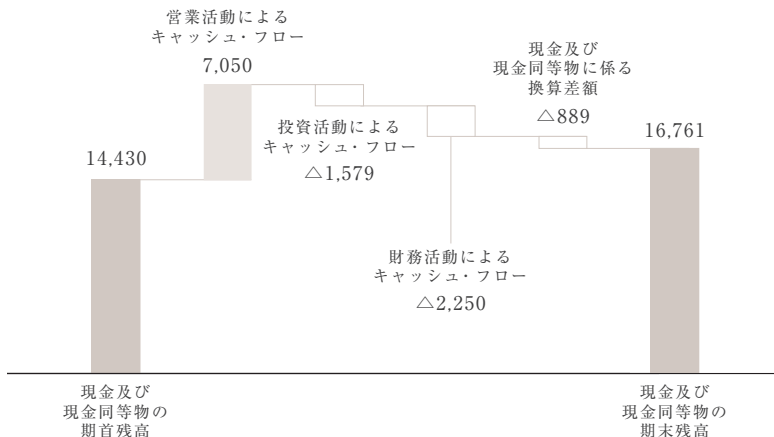 営業活動による
キャッシュ・フロー
7,050
現金及び
現金同等物に係る
換算差額
△889
投資活動による
キャッシュ・フロー
△1,579
16,761
14,430
財務活動による
キャッシュ・フロー
△2,250
現金及び
現金同等物の
期首残高
現金及び
現金同等物の
期末残高